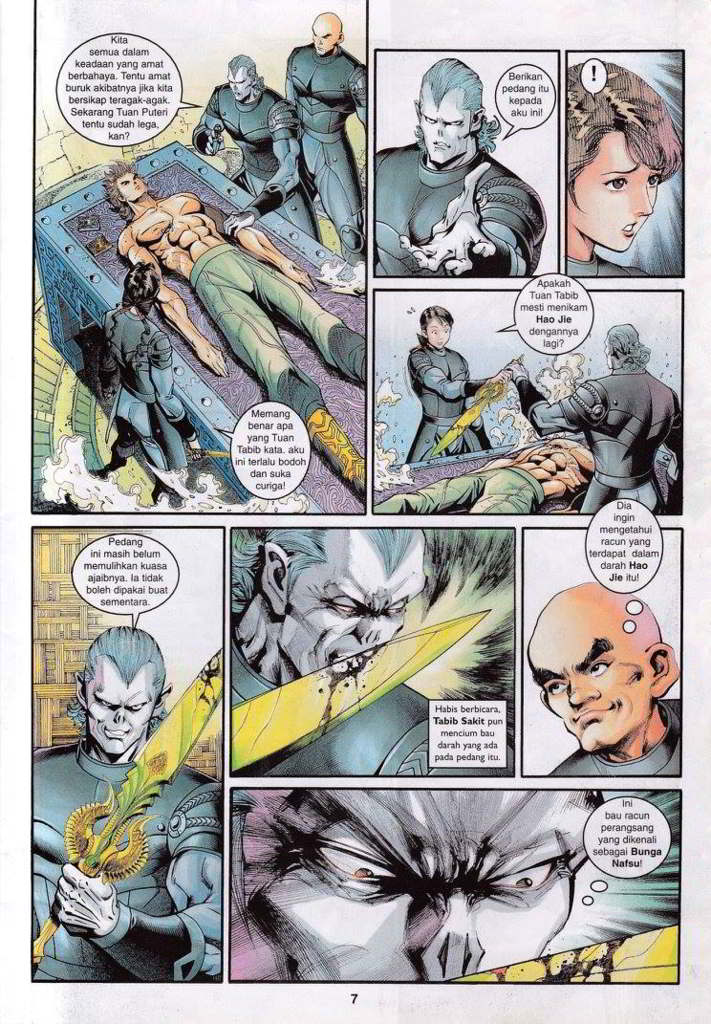 Kita
semua dalam
keadaan yang amat
berbahaya. Tentu amat
buruk akibatnya jika kita
bersikap teragak-agak.
Sekarang Tuan Puteri
tentu sudah lega,
kan?
Memang
benar apa
yang Tuan
Tabib kata. aku
ini terlalu bodoh
dan suka
curiga!
Berikan
pedang itu
kepada
aku ini!
!
Apakah
Tuan Tabib
mesti menikam
Hao Jie
dengannya
lagi?
Pedang
ini masih belum
memulihkan kuasa
ajaibnya. Ia tidak
boleh dipakai buat
sementara.
Habis berbicara,
Tabib Sakit pun
mencium bau
darah yang ada
pada pedang itu.
Dia
ingin
mengetahui
racun yang
terdapat dalam
darah Hao
Jie itu!
Ini
bau racun
perangsang
yang dikenali
sebagai Bunga
Nafsu!
7